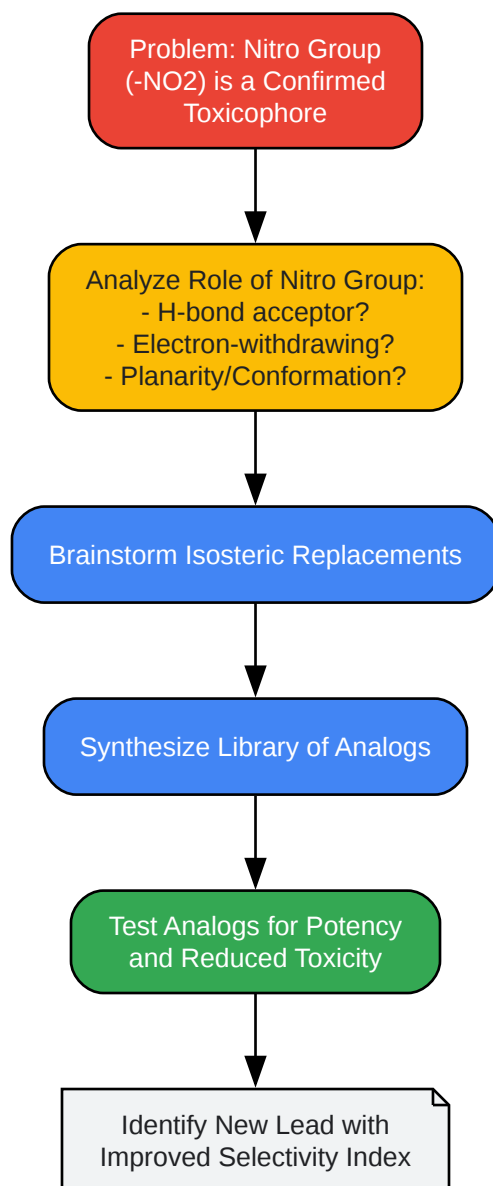 Problem: Nitro Group
(-NO2) is a Confirmed
Toxicophore
Analyze Role of Nitro Group:
- H-bond acceptor?
- Electron-withdrawing?
- Planarity/Conformation?
Brainstorm Isosteric Replacements
Synthesize Library of Analogs
Test Analogs for Potency
and Reduced Toxicity
Identify New Lead with
Improved Selectivity Index